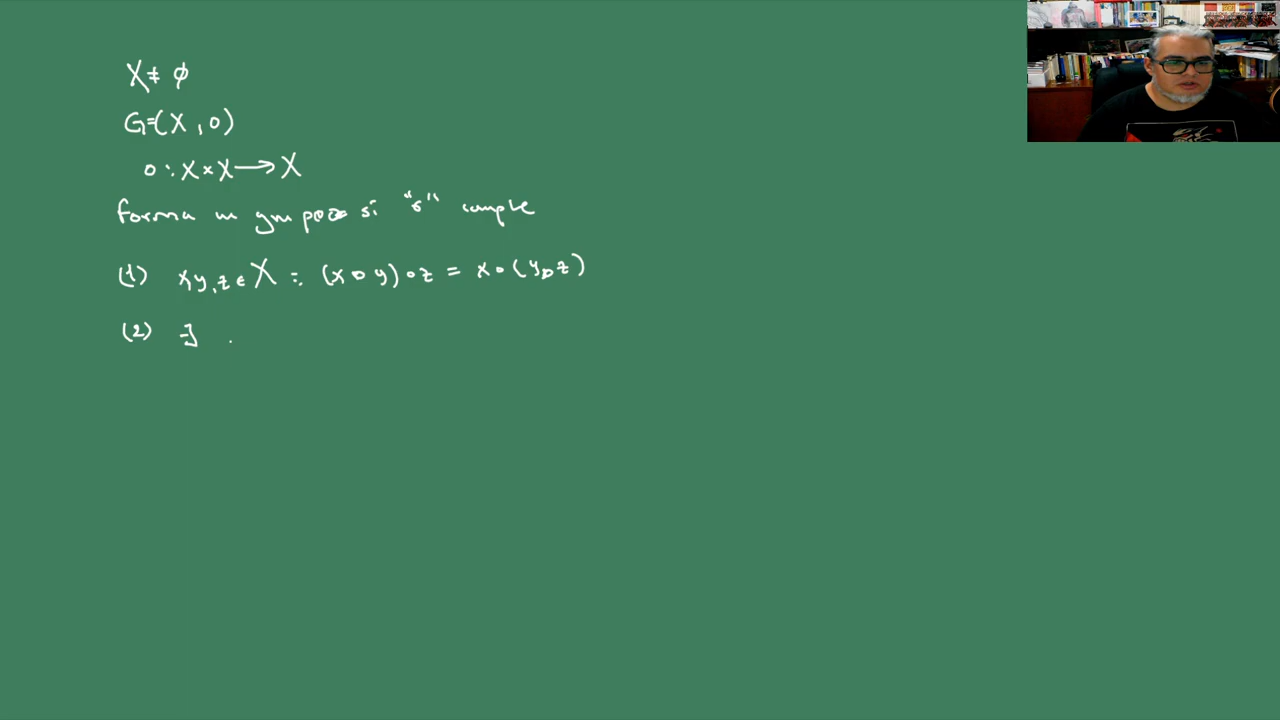 X ≠ ∅
G=(X, ∘)
∘ : X × X ⟶ X
forma un grupo si "∘" cumple
(1) x y, z ∈ X : (x ∘ y) ∘ z = x ∘ (y ∘ z)
(2) ∃